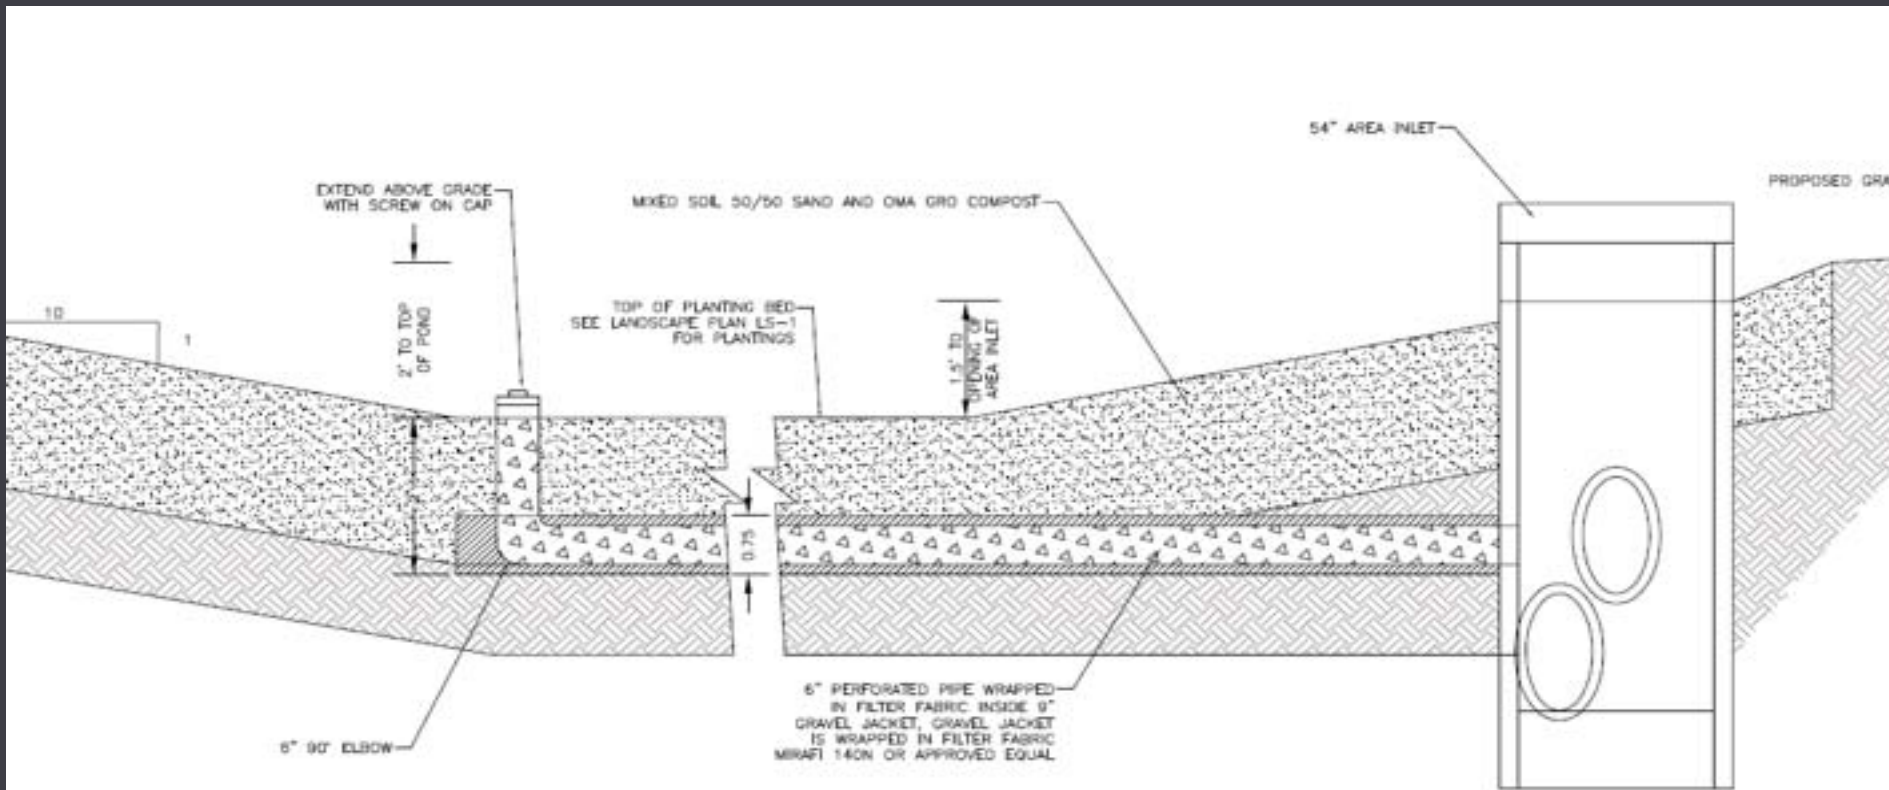 54" AREA INLET
PROPOSED GRA
EXTEND ABOVE GRADE
WITH SCREW ON CAP
MIXED SOIL 50/50 SAND AND OMA GRO COMPOST
TOP OF PLANTING BED
SEE LANDSCAPE PLAN LS-1
FOR PLANTINGS
10
1
2' TO TOP
OF POND
1.5' TO
OPENING OF
AREA INLET
0.75
6" PERFORATED PIPE WRAPPED
IN FILTER FABRIC INSIDE 9"
GRAVEL JACKET, GRAVEL JACKET
IS WRAPPED IN FILTER FABRIC
MIRAFI 140N OR APPROVED EQUAL
6" 90° ELBOW